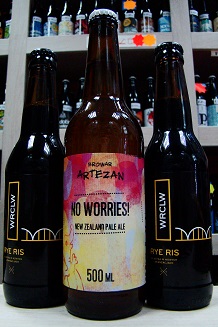 WRCLW
RYE RIS
BROWAR
ARTEZAN
NO WORRIES!
NEW ZEALAND PALE ALE
500 ML
WRCLW
RYE RIS